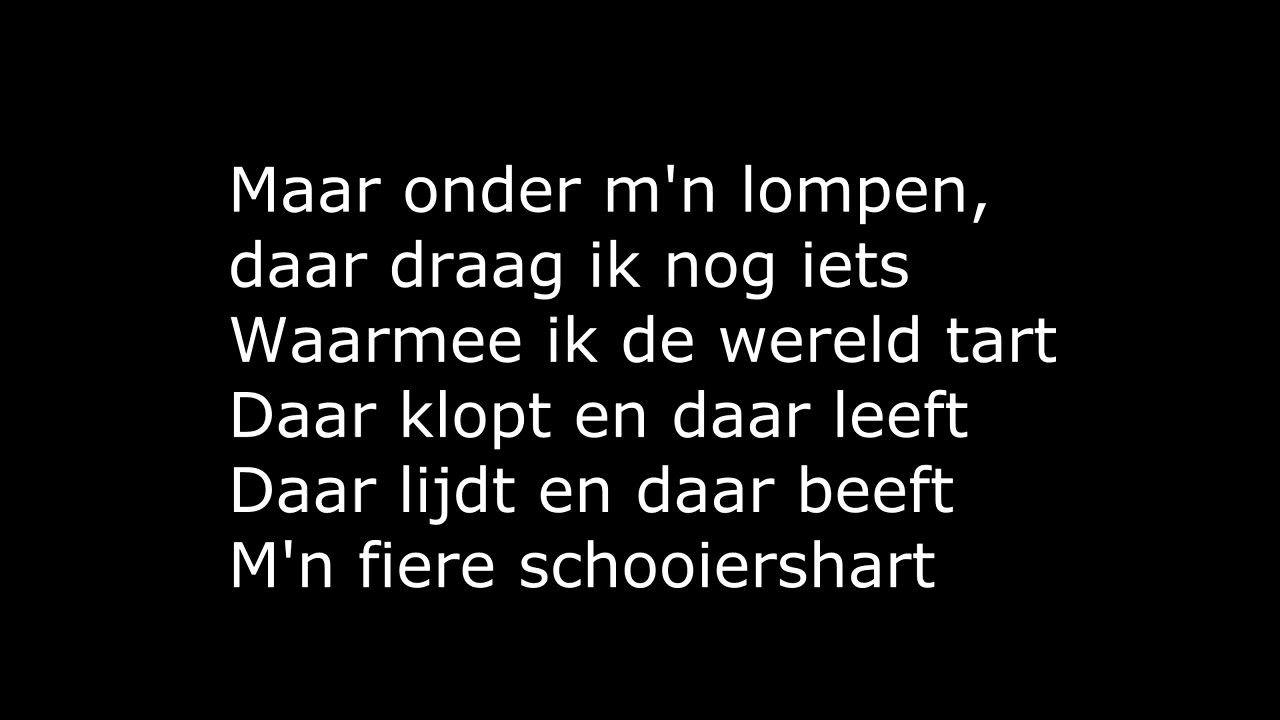 Maar onder m'n lompen,
daar draag ik nog iets
Waarmee ik de wereld tart
Daar klopt en daar leeft
Daar lijdt en daar beeft
M'n fiere schooiershart